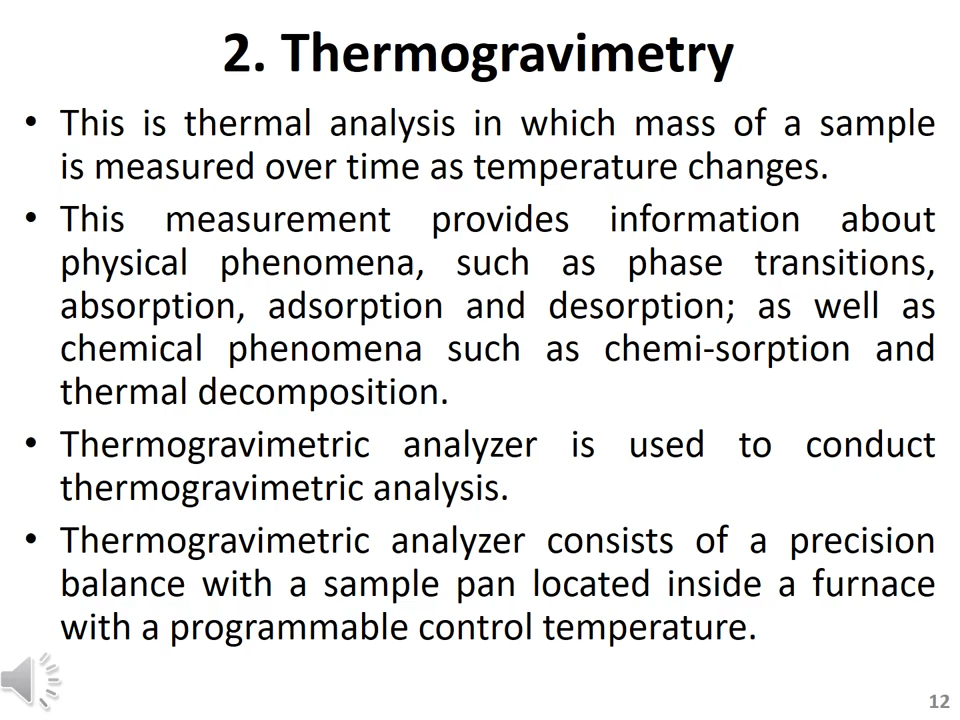 2. Thermogravimetry
• This is thermal analysis in which mass of a sample
is measured over time as temperature changes.
• This measurement provides information about
physical phenomena, such as phase transitions,
absorption, adsorption and desorption; as well as
chemical phenomena such as chemi-sorption and
thermal decomposition.
• Thermogravimetric analyzer is used to conduct
thermogravimetric analysis.
• Thermogravimetric analyzer consists of a precision
balance with a sample pan located inside a furnace
with a programmable control temperature.
12